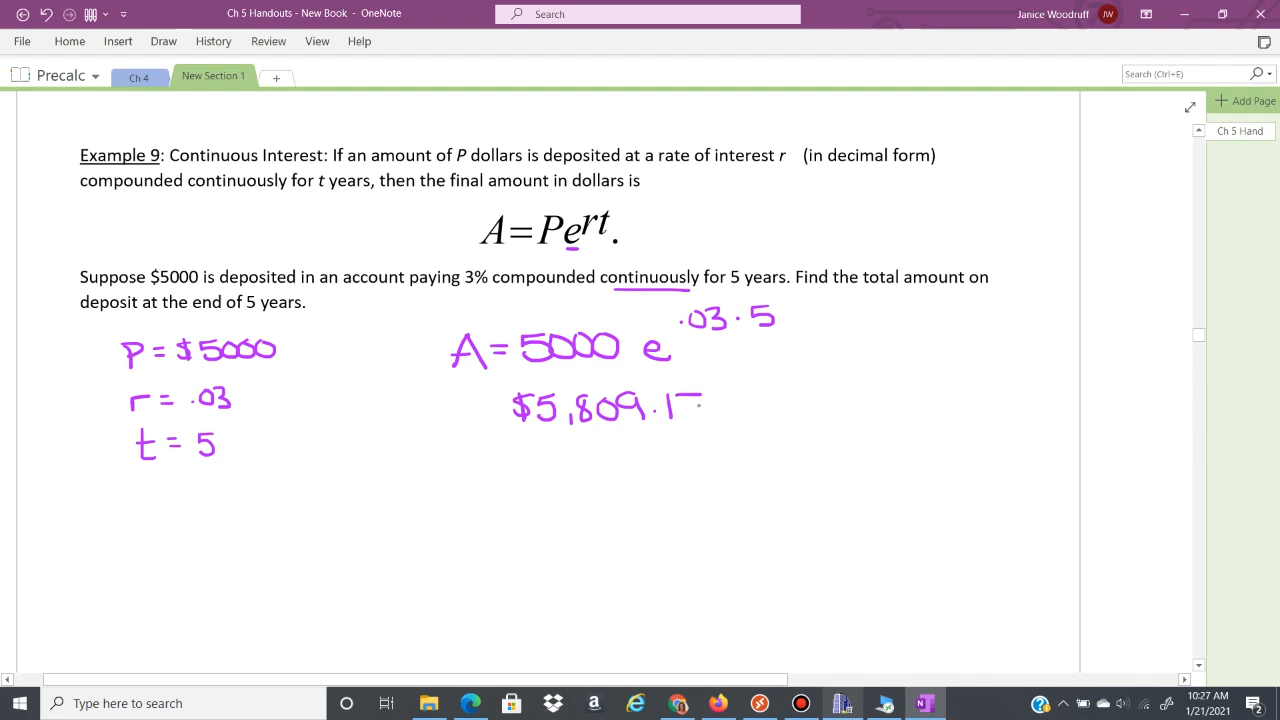 Ch 5 Handouts - New Book - OneNote
Search
Janice Woodruff JW
File Home Insert Draw History Review View Help
Precalc Ch 4 New Section 1 +
Search (Ctrl+E)
Add Page
Ch 5 Hand
Example 9: Continuous Interest: If an amount of P dollars is deposited at a rate of interest r (in decimal form)
compounded continuously for t years, then the final amount in dollars is
A=Pe^{rt}.
Suppose $5000 is deposited in an account paying 3% compounded continuously for 5 years. Find the total amount on
deposit at the end of 5 years.
P = $5000
A = 5000 e^{.03 · 5}
r = .03
$5,809.1
t = 5
Type here to search
10:27 AM
1/21/2021